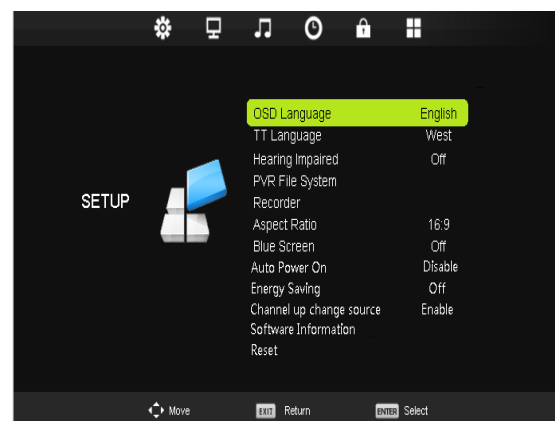 OSD Language English
TT Language West
Hearing Impaired Off
PVR File System
SETUP
Recorder
Aspect Ratio 16:9
Blue Screen Off
Auto Power On Disable
Energy Saving Off
Channel up change source Enable
Software Information
Reset
Move EXIT Return ENTER Select